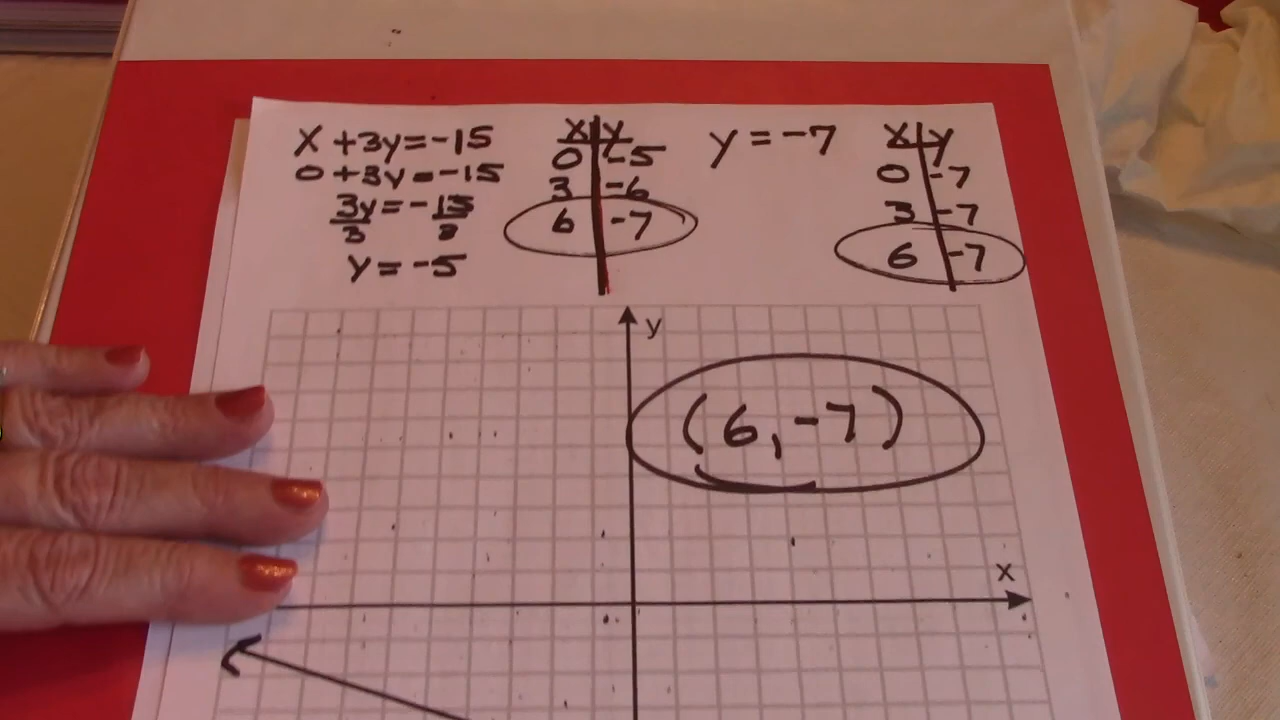 x + 3y = -15
0 + 3y = -15
3y = -15
3 3
y = -5
x y
0 -5
3 -6
6 -7
y = -7
x y
0 -7
3 -7
6 -7
y
(6, -7)
x